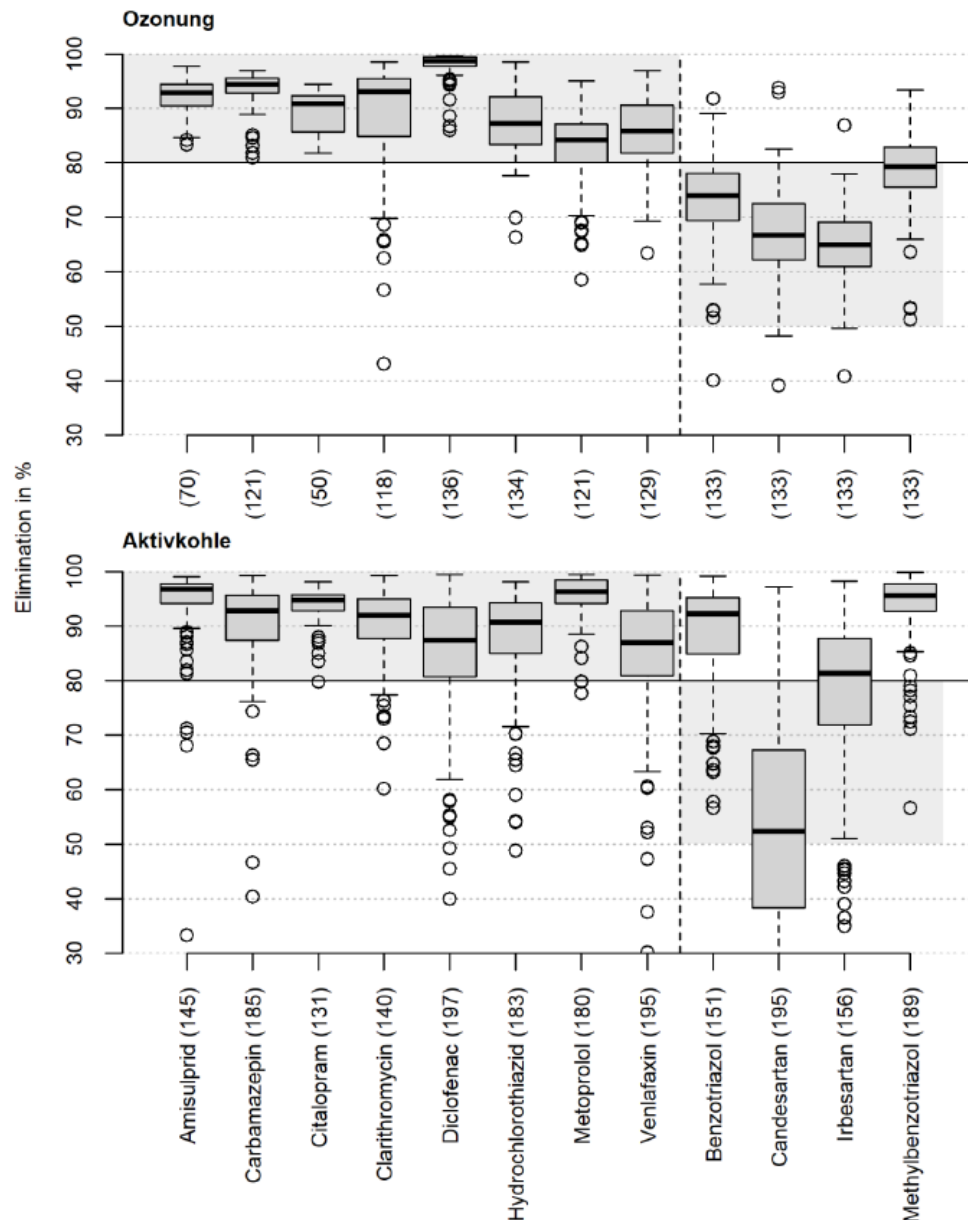 Ozonung
100
90
80
70
60
50
40
30
(70)
(121)
(50)
(118)
(136)
(134)
(121)
(129)
(133)
(133)
(133)
(133)
Elimination in %
Aktivkohle
100
90
80
70
60
50
40
30
Amisulprid (145)
Carbamazepin (185)
Citalopram (131)
Clarithromycin (140)
Diclofenac (197)
Hydrochlorothiazid (183)
Metoprolol (180)
Venlafaxin (195)
Benzotriazol (151)
Candesartan (195)
Irbesartan (156)
Methylbenzotriazol (189)